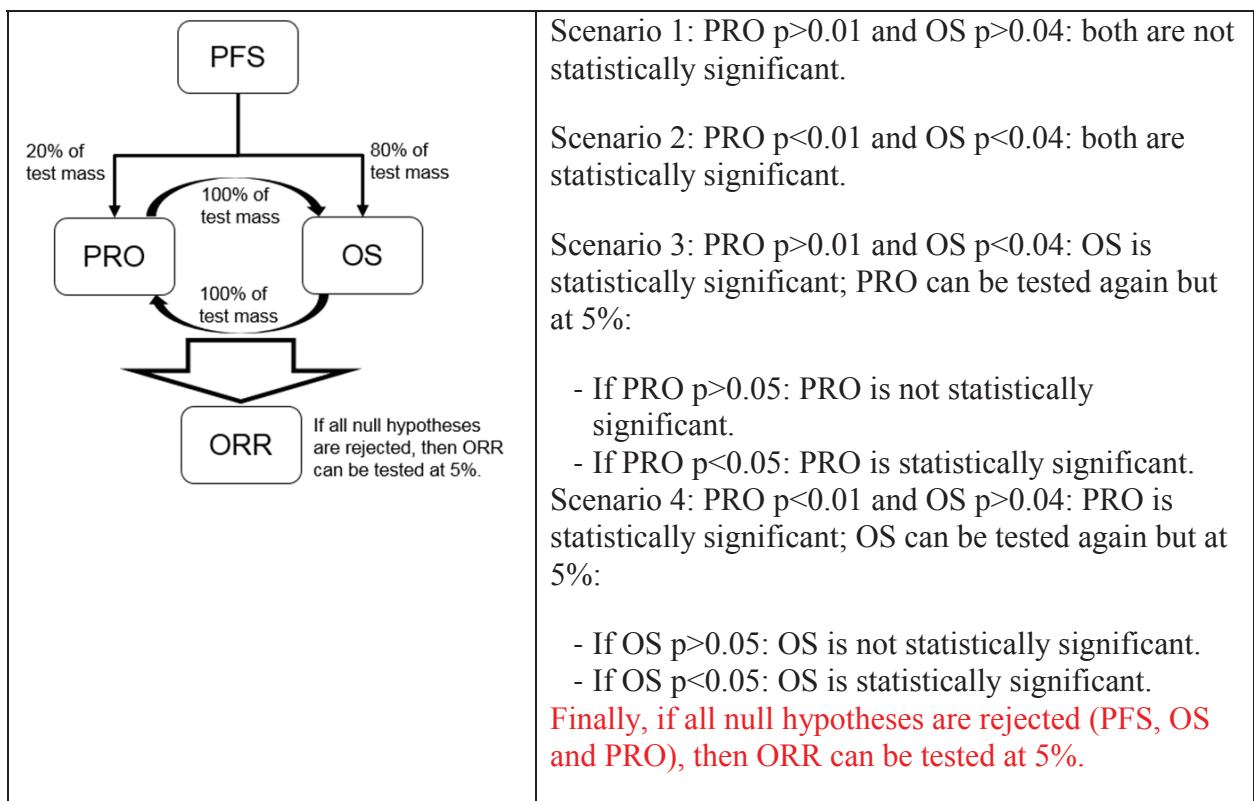 PFS
20% of
test mass
80% of
test mass
100% of
test mass
PRO
OS
100% of
test mass
ORR
If all null hypotheses
are rejected, then ORR
can be tested at 5%.
Scenario 1: PRO p>0.01 and OS p>0.04: both are not
statistically significant.
Scenario 2: PRO p<0.01 and OS p<0.04: both are
statistically significant.
Scenario 3: PRO p>0.01 and OS p<0.04: OS is
statistically significant; PRO can be tested again but
at 5%:
- If PRO p>0.05: PRO is not statistically
significant.
- If PRO p<0.05: PRO is statistically significant.
Scenario 4: PRO p<0.01 and OS p>0.04: PRO is
statistically significant; OS can be tested again but at
5%:
- If OS p>0.05: OS is not statistically significant.
- If OS p<0.05: OS is statistically significant.
Finally, if all null hypotheses are rejected (PFS, OS
and PRO), then ORR can be tested at 5%.